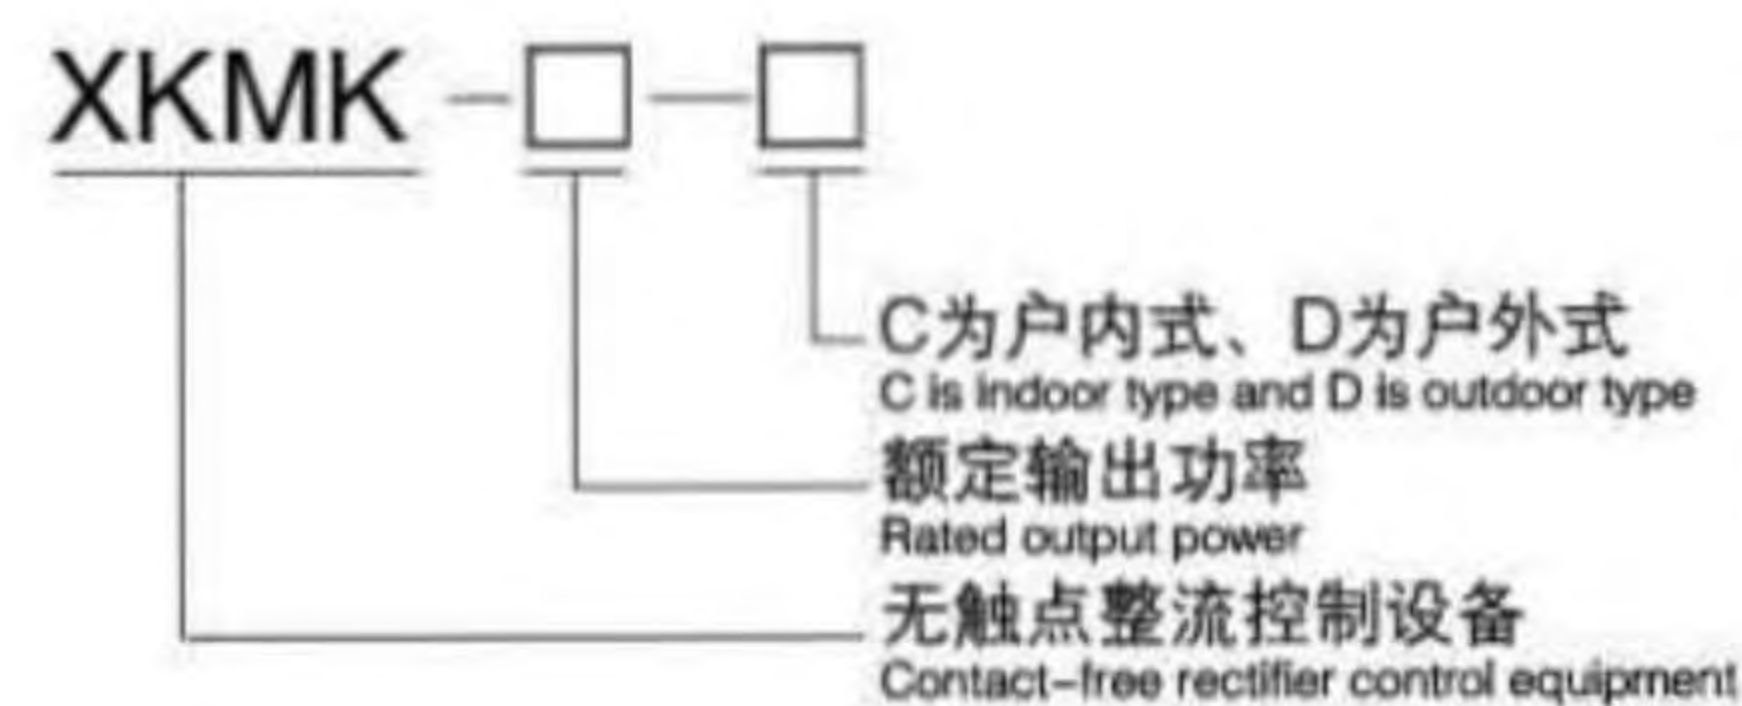 XKMK-□-□
C为户内式、D为户外式
C is indoor type and D is outdoor type
额定输出功率
Rated output power
无触点整流控制设备
Contact-free rectifier control equipment